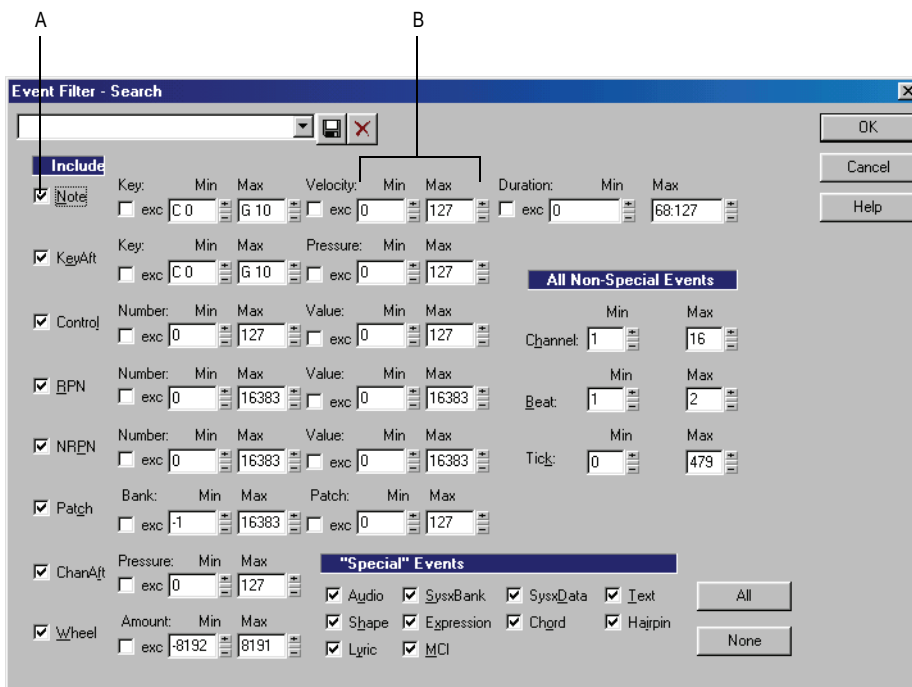 A B
Event Filter - Search
OK
Include
Cancel
Key: Min Max Velocity: Min Max Duration: Min Max
Note exc C 0 G 10 exc 0 127 exc 0 68:127
Help
Key: Min Max Pressure: Min Max
KeyAft exc C 0 G 10 exc 0 127
All Non-Special Events
Number: Min Max Value: Min Max Min Max
Control exc 0 127 exc 0 127 Channel: 1 16
Number: Min Max Value: Min Max Min Max
RPN exc 0 16383 exc 0 16383 Beat: 1 2
Number: Min Max Value: Min Max Min Max
NRPN exc 0 16383 exc 0 16383 Tick: 0 479
Bank: Min Max Patch: Min Max
Patch exc -1 16383 exc 0 127
Pressure: Min Max "Special" Events
ChanAft exc 0 127
Audio SysxBank SysxData Text All
Amount: Min Max Shape Expression Chord Hairpin
Wheel exc -8192 8191 Lyric MCI None